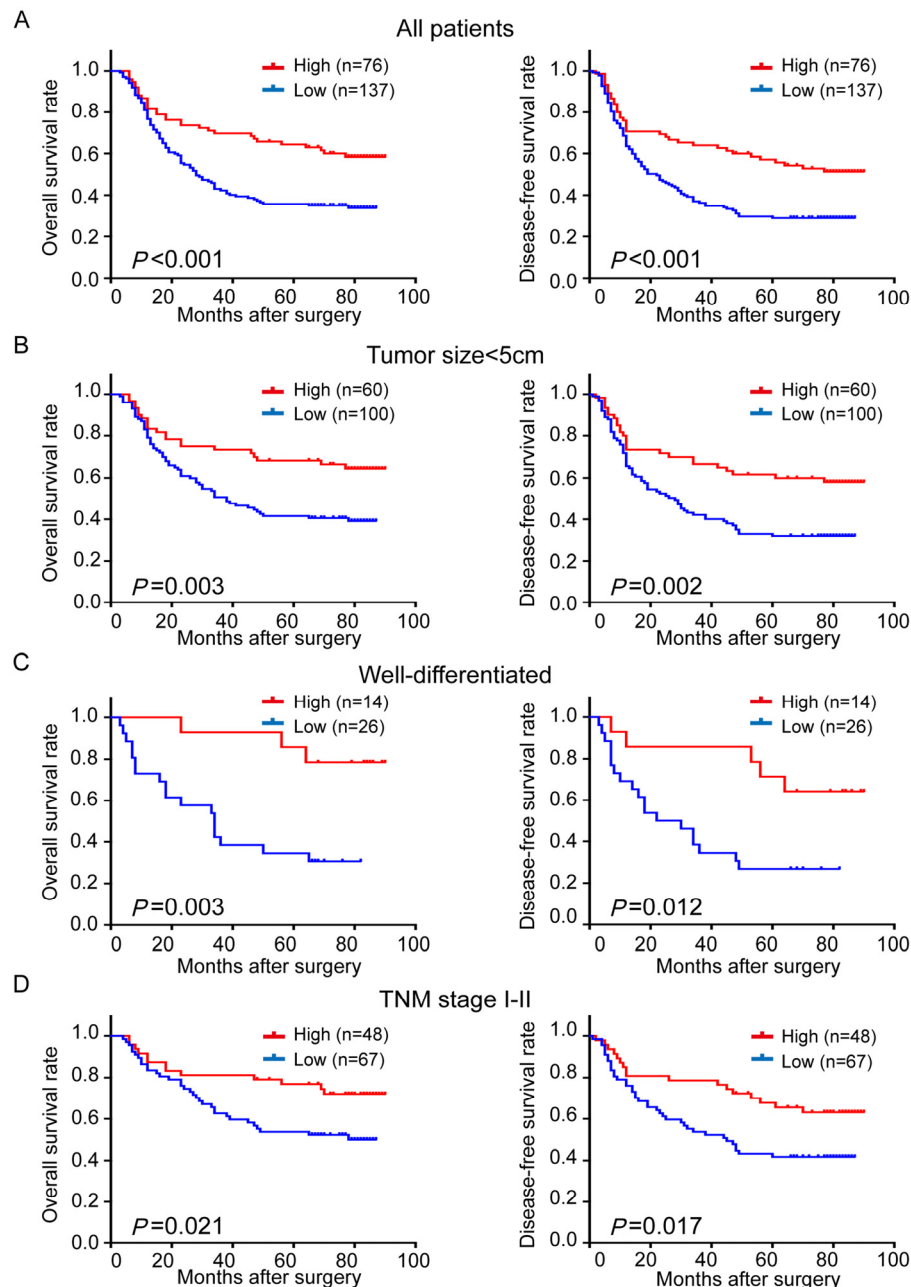 A
All patients
Overall survival rate
1.0
0.8
0.6
0.4
0.2
0.0
High (n=76)
Low (n=137)
P<0.001
0 20 40 60 80 100
Months after surgery
Disease-free survival rate
1.0
0.8
0.6
0.4
0.2
0.0
High (n=76)
Low (n=137)
P<0.001
0 20 40 60 80 100
Months after surgery
B
Tumor size<5cm
Overall survival rate
1.0
0.8
0.6
0.4
0.2
0.0
High (n=60)
Low (n=100)
P=0.003
0 20 40 60 80 100
Months after surgery
Disease-free survival rate
1.0
0.8
0.6
0.4
0.2
0.0
High (n=60)
Low (n=100)
P=0.002
0 20 40 60 80 100
Months after surgery
C
Well-differentiated
Overall survival rate
1.0
0.8
0.6
0.4
0.2
0.0
High (n=14)
Low (n=26)
P=0.003
0 20 40 60 80 100
Months after surgery
Disease-free survival rate
1.0
0.8
0.6
0.4
0.2
0.0
High (n=14)
Low (n=26)
P=0.012
0 20 40 60 80 100
Months after surgery
D
TNM stage I-II
Overall survival rate
1.0
0.8
0.6
0.4
0.2
0.0
High (n=48)
Low (n=67)
P=0.021
0 20 40 60 80 100
Months after surgery
Disease-free survival rate
1.0
0.8
0.6
0.4
0.2
0.0
High (n=48)
Low (n=67)
P=0.017
0 20 40 60 80 100
Months after surgery